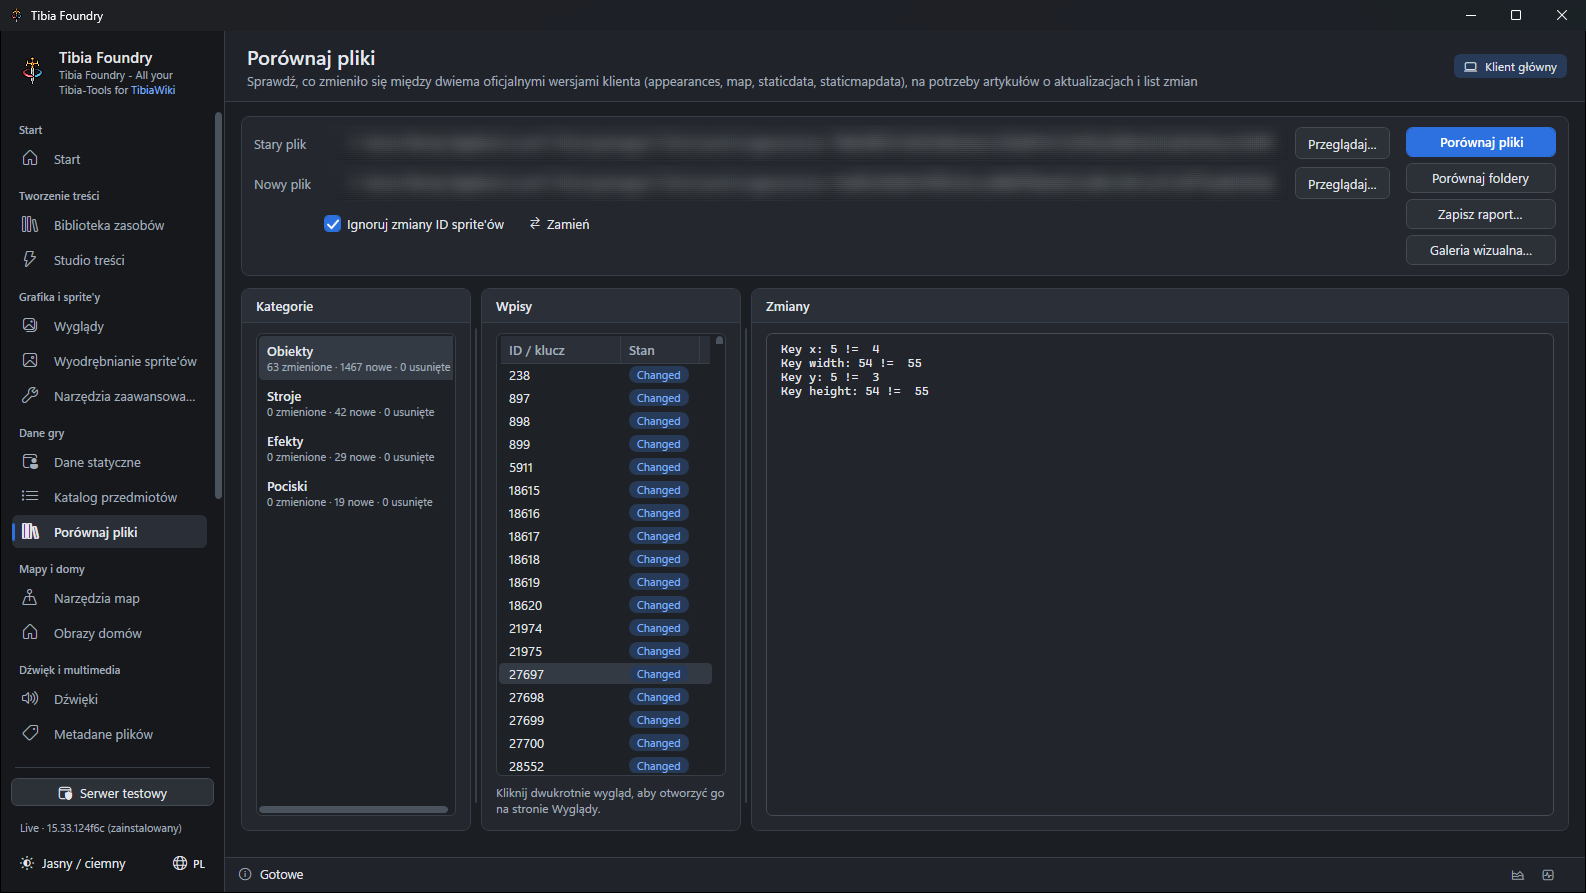 Tibia Foundry
Tibia Foundry
Tibia Foundry - All your
Tibia-Tools for TibiaWiki
Start
Start
Tworzenie treści
Biblioteka zasobów
Studio treści
Grafika i sprite'y
Wyglądy
Wyodrębnianie sprite'ów
Narzędzia zaawansowa...
Dane gry
Dane statyczne
Katalog przedmiotów
Porównaj pliki
Mapy i domy
Narzędzia map
Obrazy domów
Dźwięk i multimedia
Dźwięki
Metadane plików
Serwer testowy
Live · 15.33.124f6c (zainstalowany)
Jasny / ciemny
PL
Porównaj pliki
Sprawdź, co zmieniło się między dwiema oficjalnymi wersjami klienta (appearances, map, staticdata, staticmapdata), na potrzeby artykułów o aktualizacjach i list zmian
Klient główny
Stary plik
Przeglądaj...
Nowy plik
Przeglądaj...
Ignoruj zmiany ID sprite'ów
Zamień
Porównaj pliki
Porównaj foldery
Zapisz raport...
Galeria wizualna...
Kategorie
Obiekty
63 zmienione · 1467 nowe · 0 usunięte
Stroje
0 zmienione · 42 nowe · 0 usunięte
Efekty
0 zmienione · 29 nowe · 0 usunięte
Pociski
0 zmienione · 19 nowe · 0 usunięte
Wpisy
ID / klucz Stan
238 Changed
897 Changed
898 Changed
899 Changed
5911 Changed
18615 Changed
18616 Changed
18617 Changed
18618 Changed
18619 Changed
18620 Changed
21974 Changed
21975 Changed
27697 Changed
27698 Changed
27699 Changed
27700 Changed
28552 Changed
Kliknij dwukrotnie wygląd, aby otworzyć go
na stronie Wyglądy.
Zmiany
Key x: 5 != 4
Key width: 54 != 55
Key y: 5 != 3
Key height: 54 != 55
Gotowe